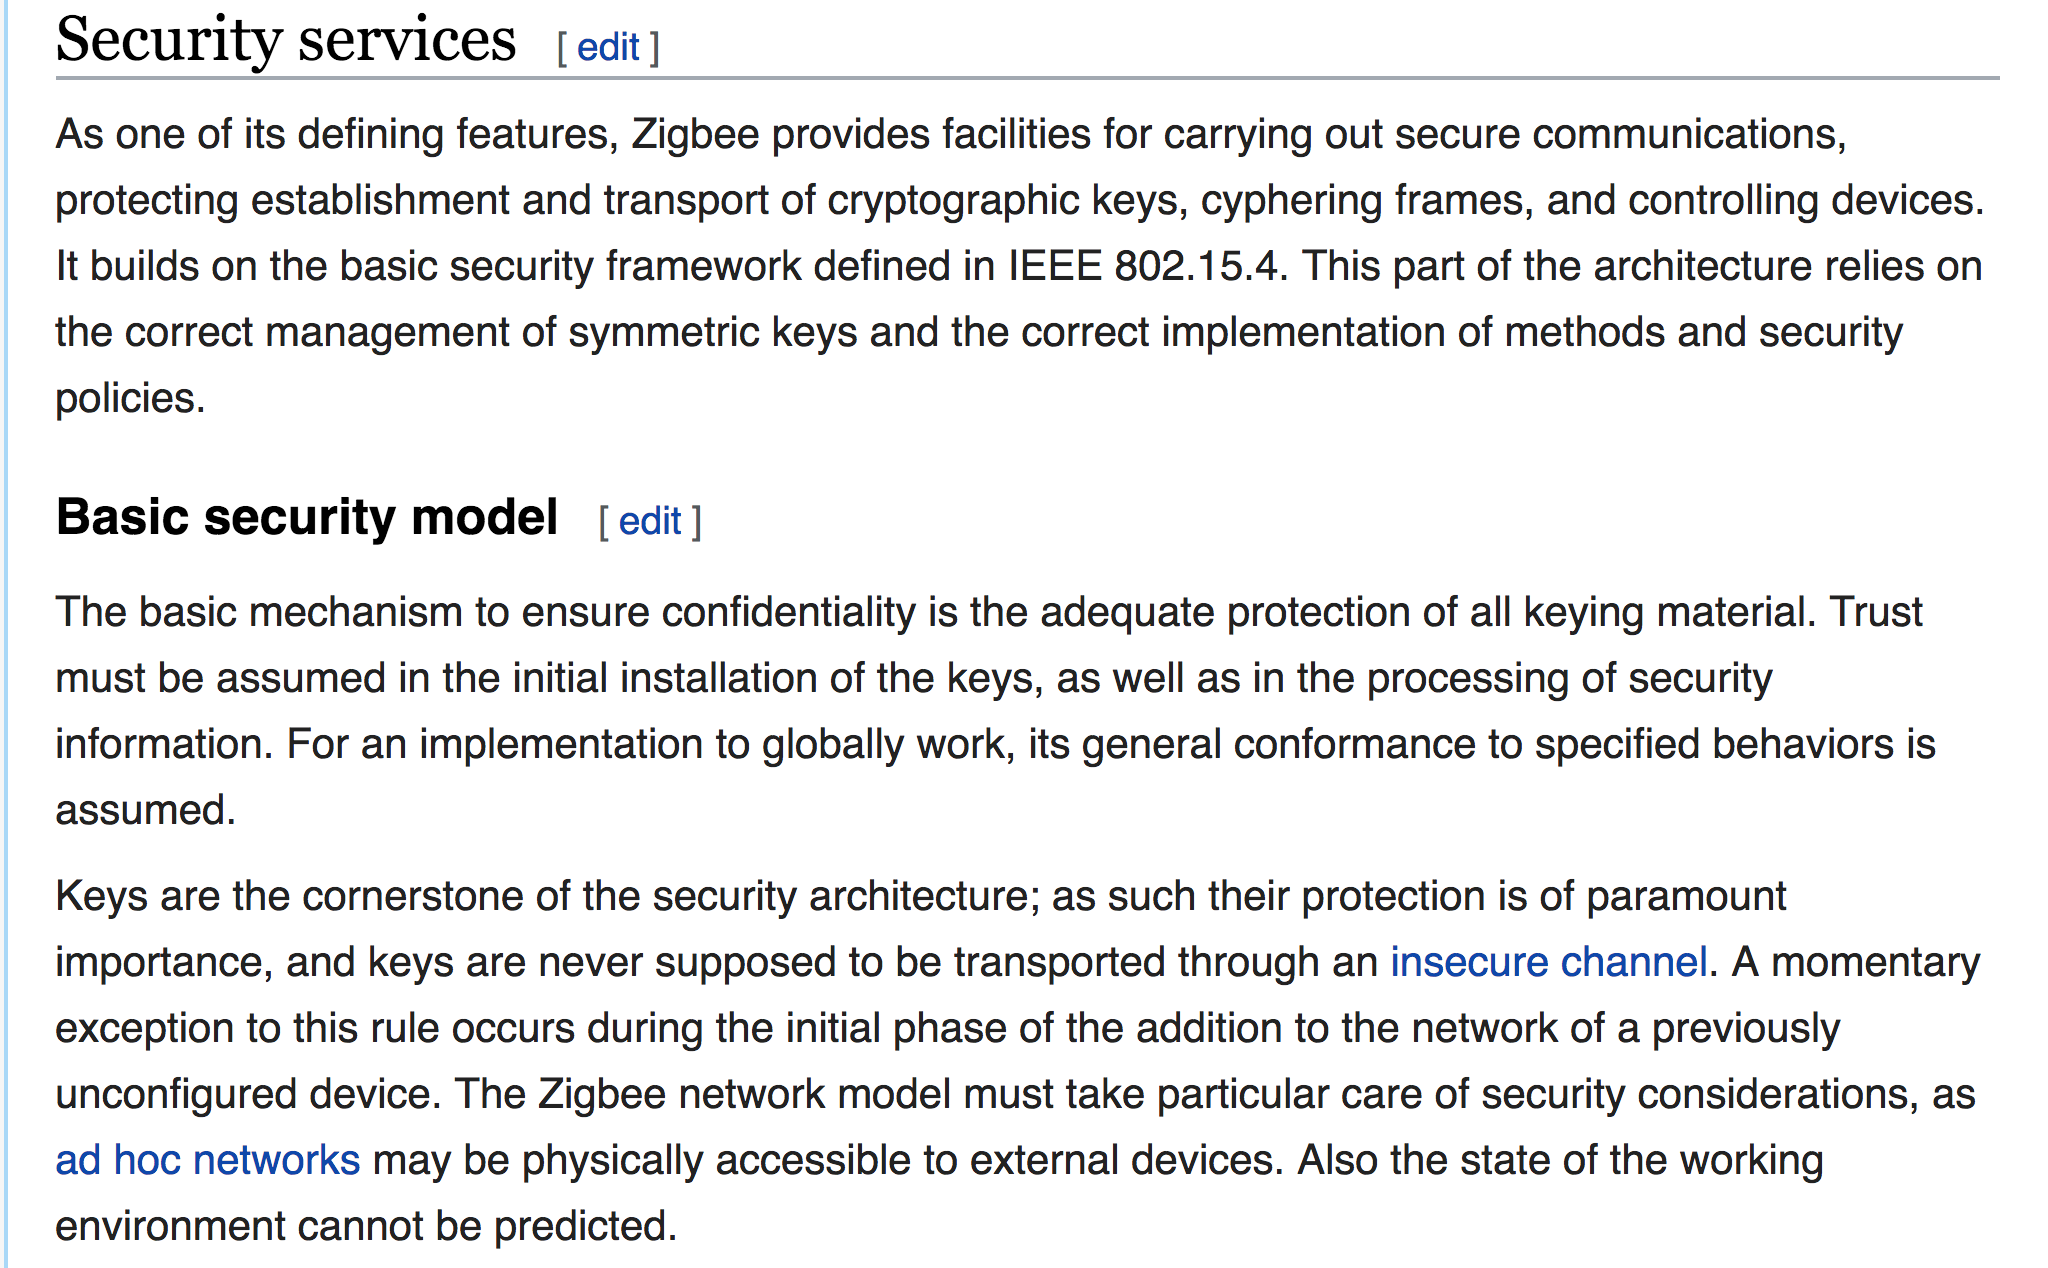 Security services [ edit ]
As one of its defining features, Zigbee provides facilities for carrying out secure communications,
protecting establishment and transport of cryptographic keys, cyphering frames, and controlling devices.
It builds on the basic security framework defined in IEEE 802.15.4. This part of the architecture relies on
the correct management of symmetric keys and the correct implementation of methods and security
policies.
Basic security model [ edit ]
The basic mechanism to ensure confidentiality is the adequate protection of all keying material. Trust
must be assumed in the initial installation of the keys, as well as in the processing of security
information. For an implementation to globally work, its general conformance to specified behaviors is
assumed.
Keys are the cornerstone of the security architecture; as such their protection is of paramount
importance, and keys are never supposed to be transported through an insecure channel. A momentary
exception to this rule occurs during the initial phase of the addition to the network of a previously
unconfigured device. The Zigbee network model must take particular care of security considerations, as
ad hoc networks may be physically accessible to external devices. Also the state of the working
environment cannot be predicted.